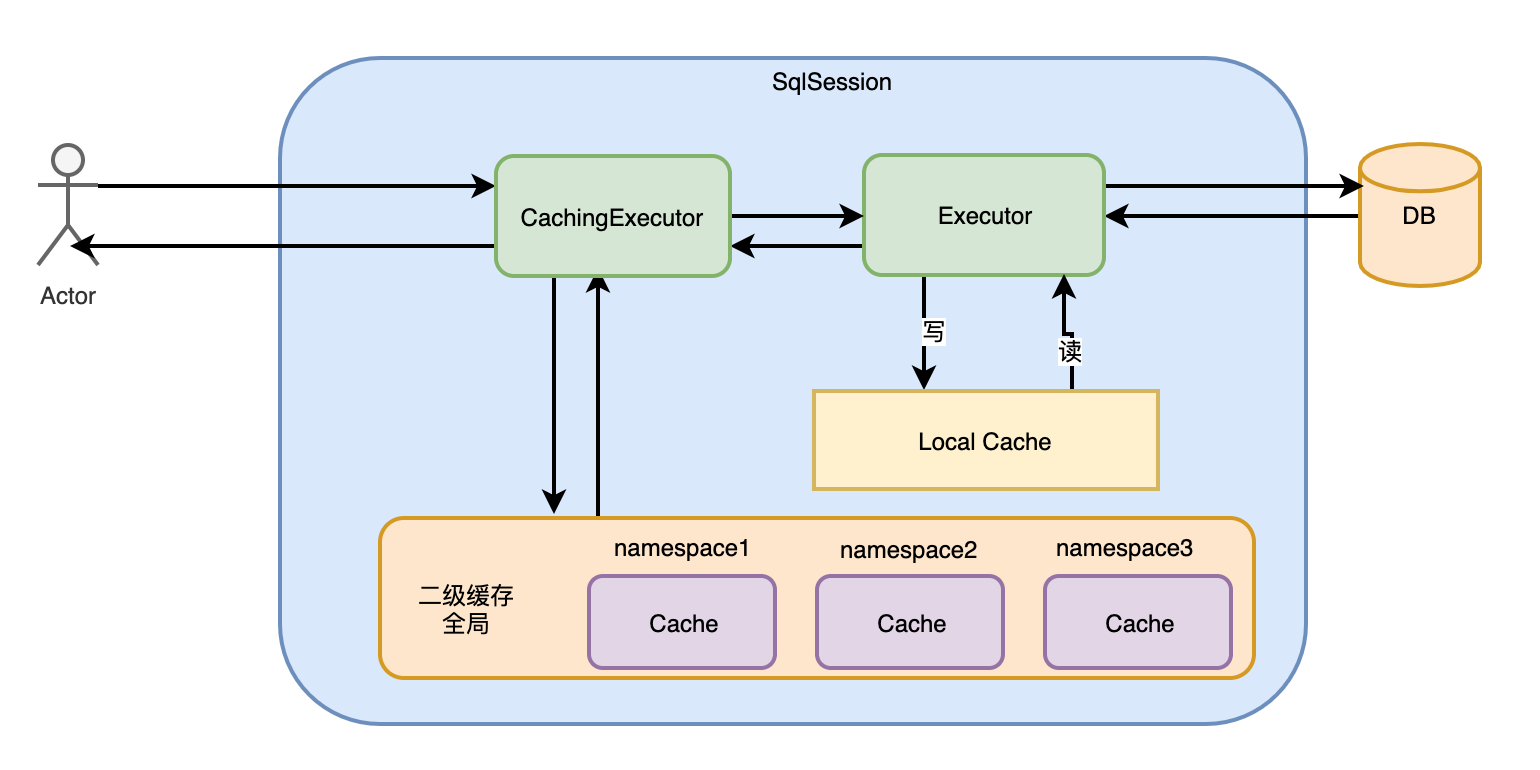 SqlSession
CachingExecutor
Executor
DB
Actor
写
读
Local Cache
namespace1
namespace2
namespace3
二级缓存
全局
Cache
Cache
Cache